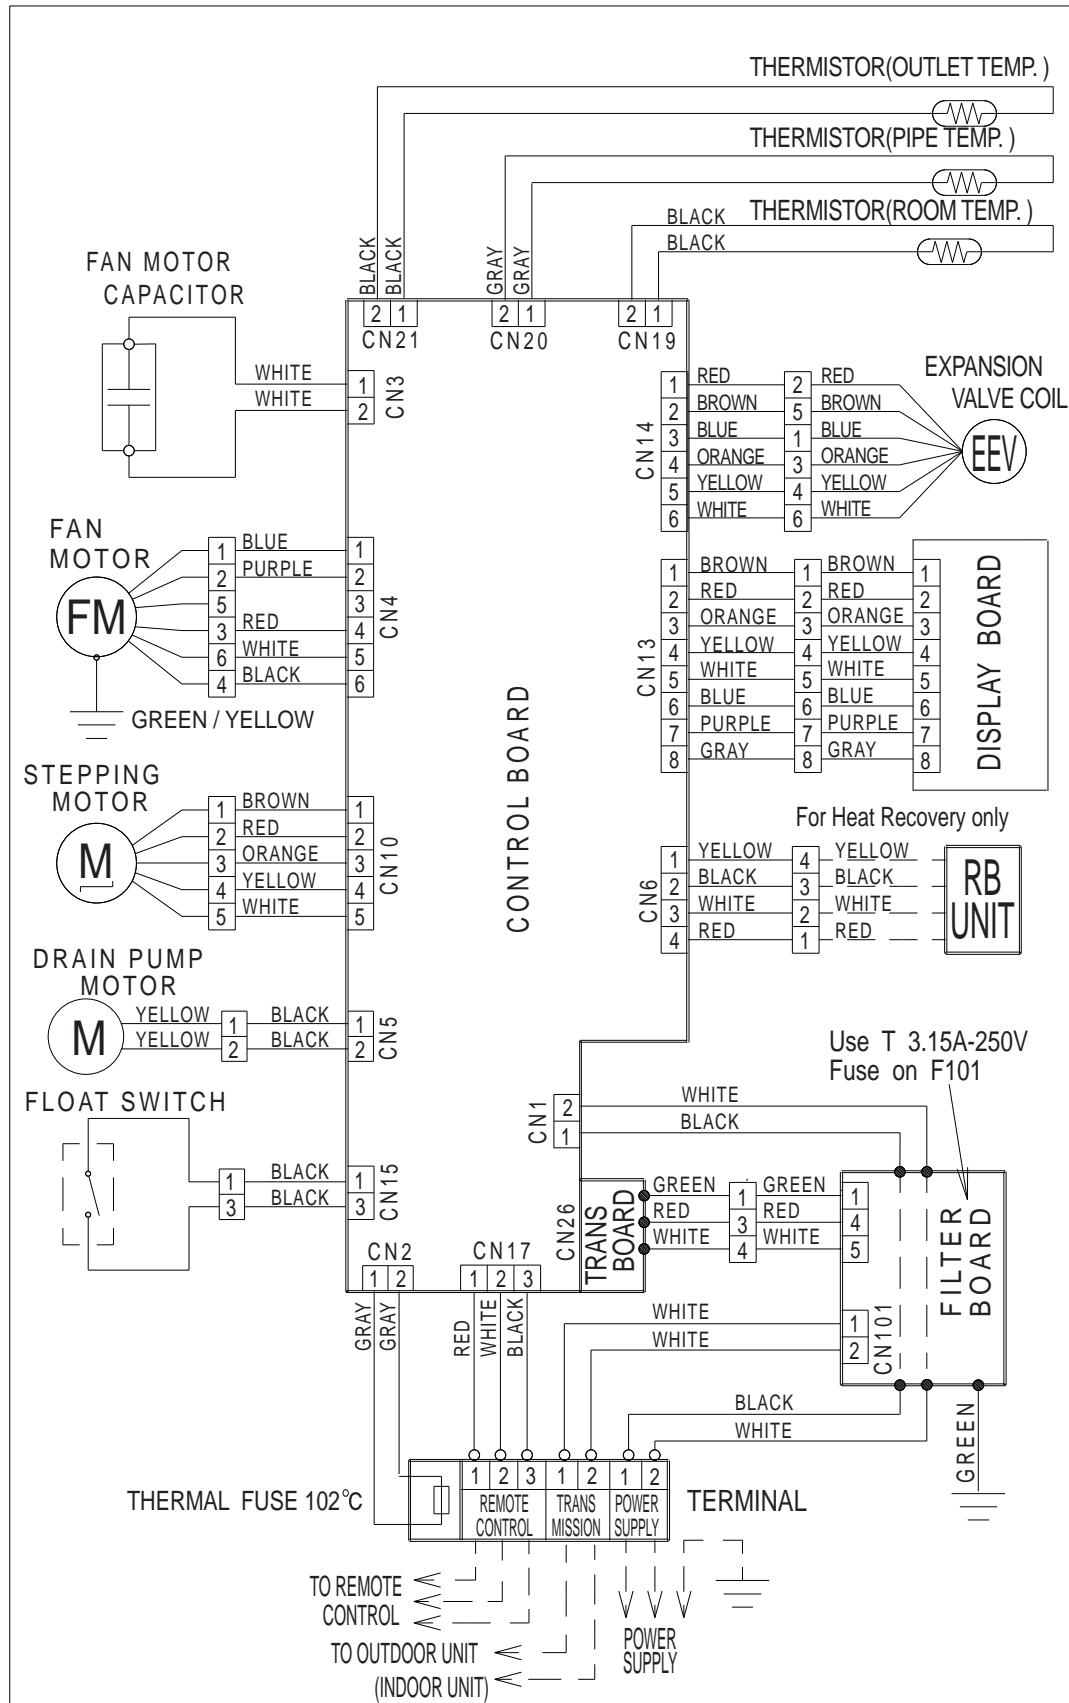 THERMISTOR(OUTLET TEMP. )
THERMISTOR(PIPE TEMP. )
THERMISTOR(ROOM TEMP. )
BLACK
BLACK
BLACK
BLACK
GRAY
GRAY
2 1
CN21
2 1
CN20
2 1
CN19
FAN MOTOR
CAPACITOR
WHITE
WHITE
1
2
CN3
FAN
MOTOR
FM
1 BLUE 1
2 PURPLE 2
5 3
3 RED 4
6 WHITE 5
4 BLACK 6
CN4
GREEN / YELLOW
STEPPING
MOTOR
M
1 BROWN 1
2 RED 2
3 ORANGE 3
4 YELLOW 4
5 WHITE 5
CN10
DRAIN PUMP
MOTOR
M
YELLOW 1 BLACK 1
YELLOW 2 BLACK 2
CN5
FLOAT SWITCH
1 BLACK 1
3 BLACK 3
CN15
CONTROL BOARD
EXPANSION
VALVE COIL
EEV
CN14
1 RED 2 RED
2 BROWN 5 BROWN
3 BLUE 1 BLUE
4 ORANGE 3 ORANGE
5 YELLOW 4 YELLOW
6 WHITE 6 WHITE
CN13
1 BROWN 1 BROWN 1
2 RED 2 RED 2
3 ORANGE 3 ORANGE 3
4 YELLOW 4 YELLOW 4
5 WHITE 5 WHITE 5
6 BLUE 6 BLUE 6
7 PURPLE 7 PURPLE 7
8 GRAY 8 GRAY 8
DISPLAY BOARD
For Heat Recovery only
CN6
1 YELLOW 4 YELLOW
2 BLACK 3 BLACK
3 WHITE 2 WHITE
4 RED 1 RED
RB
UNIT
Use T 3.15A-250V
Fuse on F101
CN1
2 WHITE
1 BLACK
CN26
TRANS
BOARD
GREEN 1 GREEN 1
RED 3 RED 4
WHITE 4 WHITE 5
FILTER
BOARD
WHITE 1
WHITE 2
CN101
BLACK
WHITE
GREEN
CN2
1 2
GRAY
GRAY
CN17
1 2 3
RED
WHITE
BLACK
THERMAL FUSE 102°C
1 2 3 1 2 1 2
REMOTE
CONTROL
TRANS
MISSION
POWER
SUPPLY
TERMINAL
TO REMOTE
CONTROL
TO OUTDOOR UNIT
(INDOOR UNIT)
POWER
SUPPLY